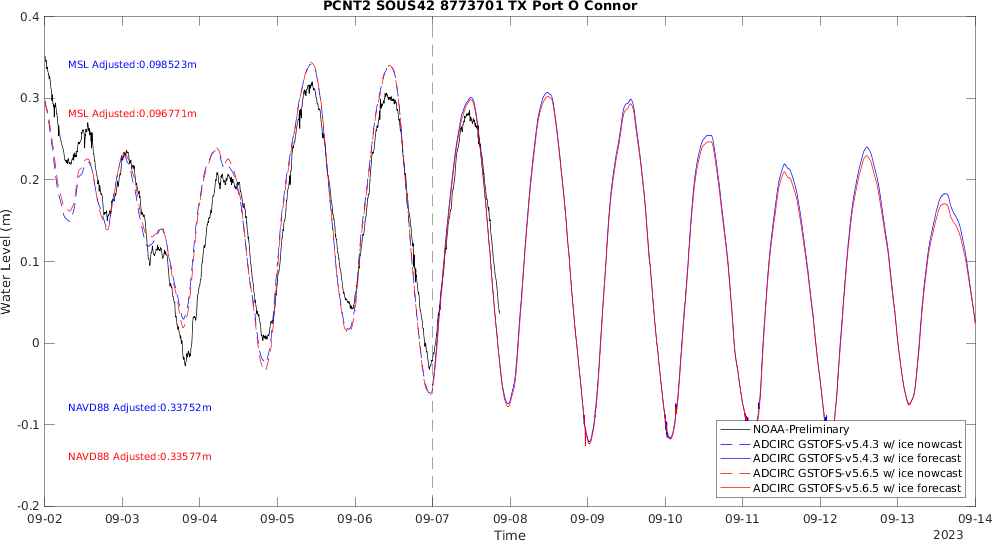 PCNT2 SOUS42 8773701 TX Port O Connor
0.4
0.3
0.2
0.1
0
-0.1
-0.2
Water Level (m)
MSL Adjusted:0.098523m
MSL Adjusted:0.096771m
NAVD88 Adjusted:0.33752m
NAVD88 Adjusted:0.33577m
NOAA-Preliminary
ADCIRC GSTOFS-v5.4.3 w/ ice nowcast
ADCIRC GSTOFS-v5.4.3 w/ ice forecast
ADCIRC GSTOFS-v5.6.5 w/ ice nowcast
ADCIRC GSTOFS-v5.6.5 w/ ice forecast
09-02 09-03 09-04 09-05 09-06 09-07 09-08 09-09 09-10 09-11 09-12 09-13 09-14
Time
2023